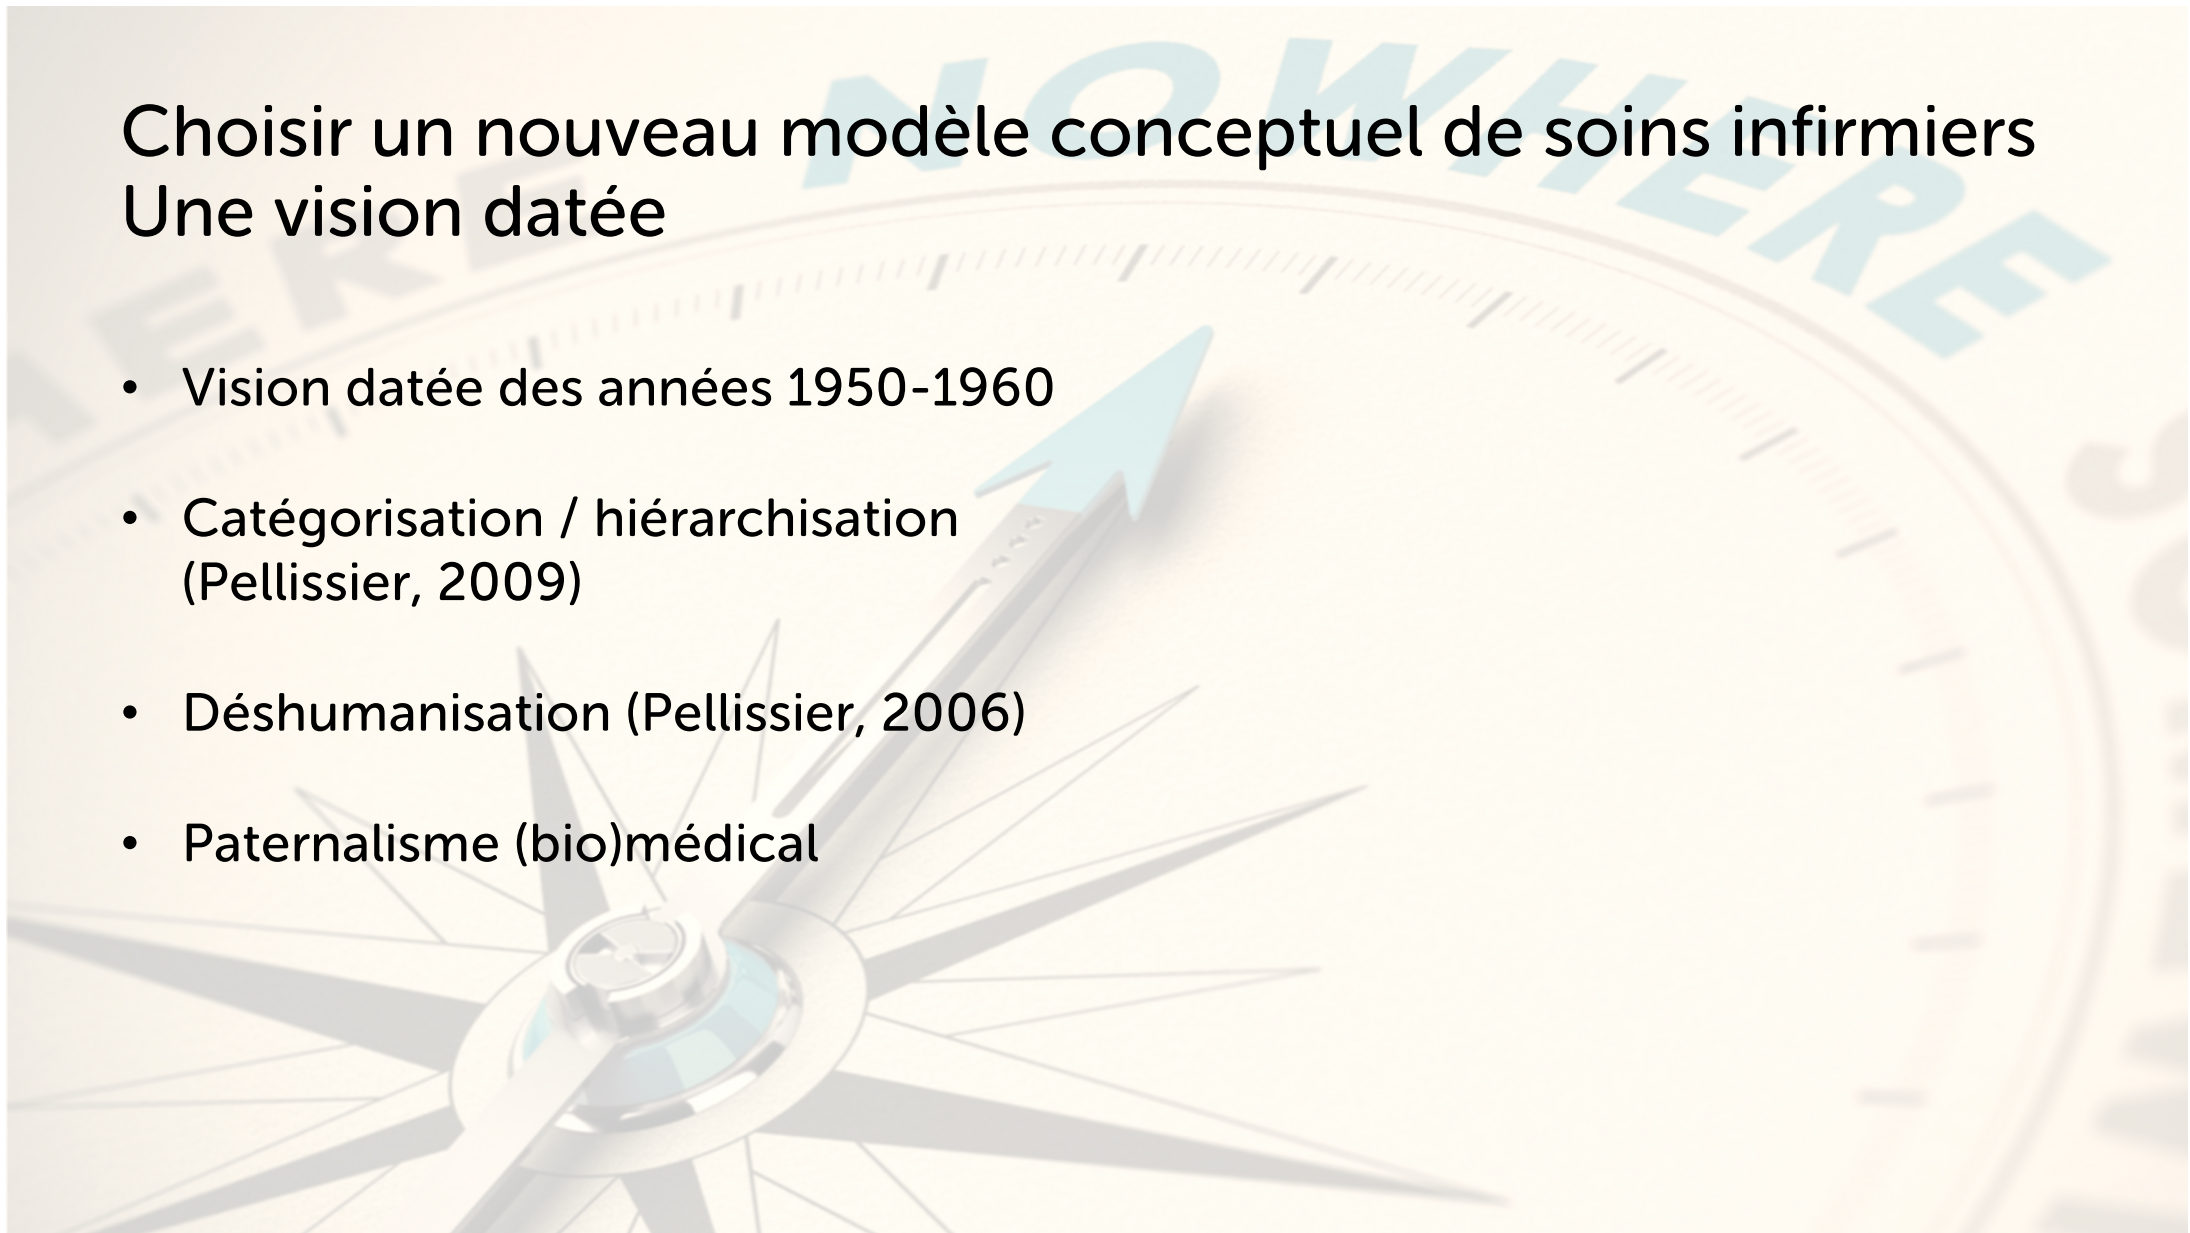 NOWHERE
Choisir un nouveau modèle conceptuel de soins infirmiers
Une vision datée
• Vision datée des années 1950-1960
• Catégorisation / hiérarchisation
(Pellissier, 2009)
• Déshumanisation (Pellissier, 2006)
• Paternalisme (bio)médical